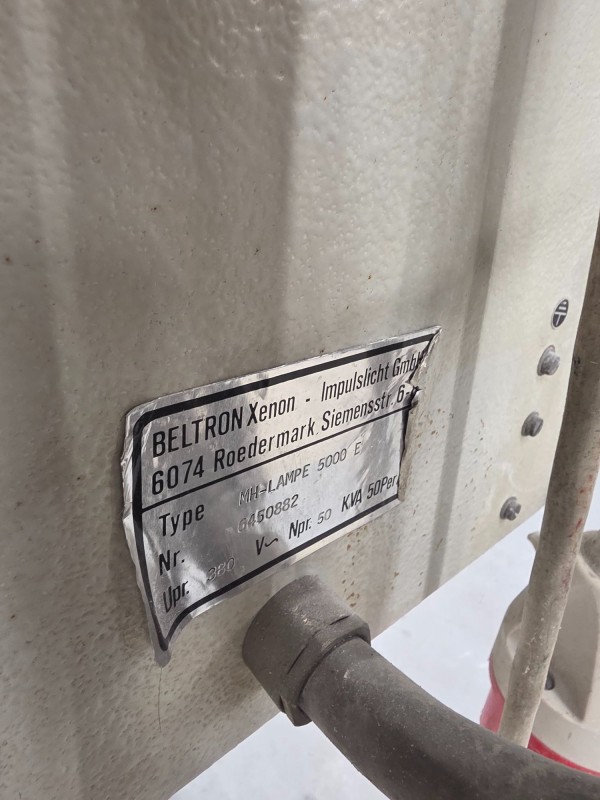 BELTRON Xenon - Impulslicht GmbH
6074 Roedermark. Siemensstr. 6-
Type MH-LAMPE 5000 E
Nr. 6450882
Upr. 380 V~ Npr. 50 KVA 50Per